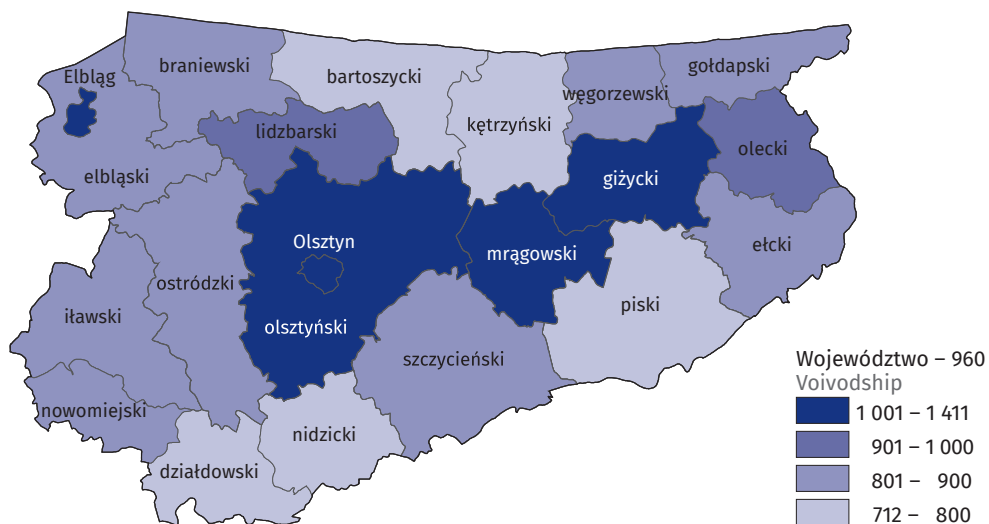 Elbląg
braniewski
bartoszycki
gołdapski
węgorzewski
kętrzyński
lidzbarski
olecki
elbląski
giżycki
Olsztyn
mrągowski
ełcki
ostródzki
iławski
olsztyński
piski
szczycieński
nowomiejski
nidzicki
działdowski
Województwo – 960
Voivodship
1 001 – 1 411
901 – 1 000
801 – 900
712 – 800